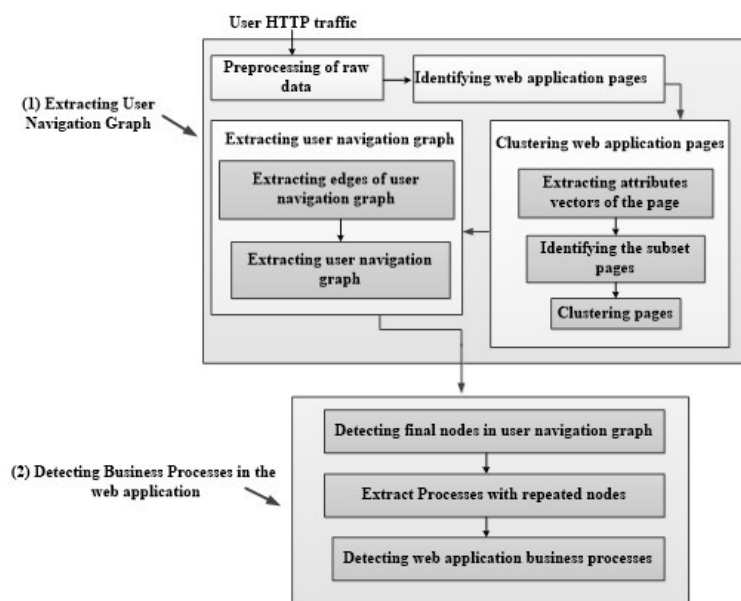 User HTTP traffic
Preprocessing of raw
data
Identifying web application pages
(1) Extracting User
Navigation Graph
Extracting user navigation graph
Extracting edges of user
navigation graph
Extracting user navigation
graph
Clustering web application pages
Extracting attributes
vectors of the page
Identifying the subset
pages
Clustering pages
(2) Detecting Business Processes in the
web application
Detecting final nodes in user navigation graph
Extract Processes with repeated nodes
Detecting web application business processes